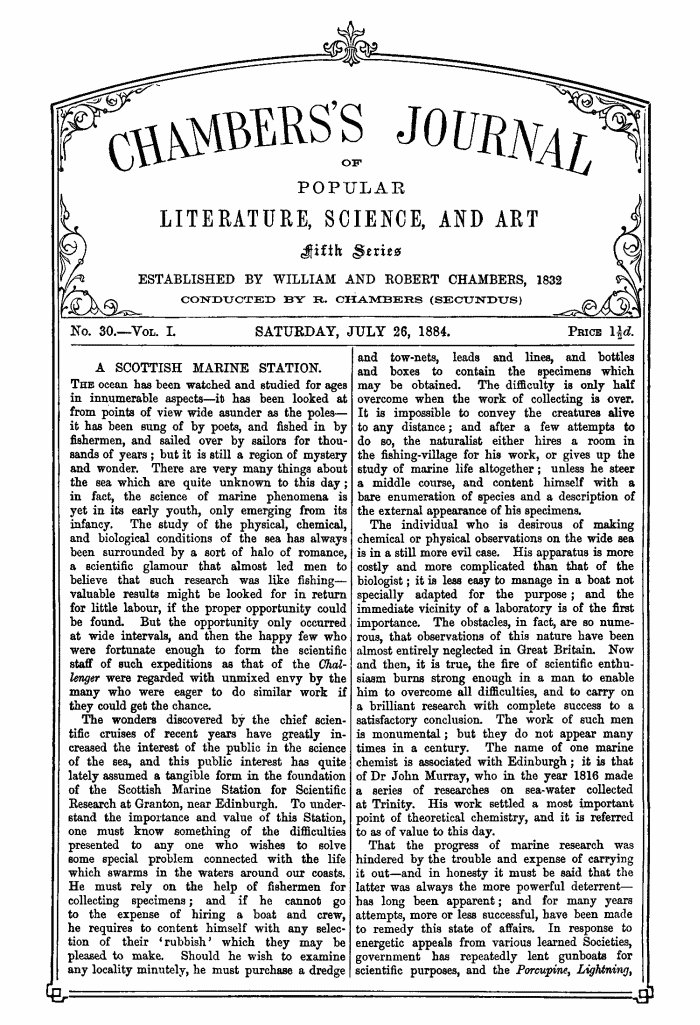 CHAMBERS'S JOURNAL
OF
POPULAR
LITERATURE, SCIENCE, AND ART
Fifth Series
ESTABLISHED BY WILLIAM AND ROBERT CHAMBERS, 1832
CONDUCTED BY R. CHAMBERS (SECUNDUS)
No. 30.—Vol. I.
SATURDAY, JULY 26, 1884.
Price 1½d.
A SCOTTISH MARINE STATION.
The ocean has been watched and studied for ages
in innumerable aspects—it has been looked at
from points of view wide asunder as the poles—
it has been sung of by poets, and fished in by
fishermen, and sailed over by sailors for thou-
sands of years; but it is still a region of mystery
and wonder. There are very many things about
the sea which are quite unknown to this day;
in fact, the science of marine phenomena is
yet in its early youth, only emerging from its
infancy. The study of the physical, chemical,
and biological conditions of the sea has always
been surrounded by a sort of halo of romance,
a scientific glamour that almost led men to
believe that such research was like fishing—
valuable results might be looked for in return
for little labour, if the proper opportunity could
be found. But the opportunity only occurred
at wide intervals, and then the happy few who
were fortunate enough to form the scientific
staff of such expeditions as that of the Chal-
lenger were regarded with unmixed envy by the
many who were eager to do similar work if
they could get the chance.
The wonders discovered by the chief scien-
tific cruises of recent years have greatly in-
creased the interest of the public in the science
of the sea, and this public interest has quite
lately assumed a tangible form in the foundation
of the Scottish Marine Station for Scientific
Research at Granton, near Edinburgh. To under-
stand the importance and value of this Station,
one must know something of the difficulties
presented to any one who wishes to solve
some special problem connected with the life
which swarms in the waters around our coasts.
He must rely on the help of fishermen for
collecting specimens; and if he cannot go
to the expense of hiring a boat and crew,
he requires to content himself with any selec-
tion of their 'rubbish' which they may be
pleased to make. Should he wish to examine
any locality minutely, he must purchase a dredge
and tow-nets, leads and lines, and bottles
and boxes to contain the specimens which
may be obtained. The difficulty is only half
overcome when the work of collecting is over.
It is impossible to convey the creatures alive
to any distance; and after a few attempts to
do so, the naturalist either hires a room in
the fishing-village for his work, or gives up the
study of marine life altogether; unless he steer
a middle course, and content himself with a
bare enumeration of species and a description of
the external appearance of his specimens.
The individual who is desirous of making
chemical or physical observations on the wide sea
is in a still more evil case. His apparatus is more
costly and more complicated than that of the
biologist; it is less easy to manage in a boat not
specially adapted for the purpose; and the
immediate vicinity of a laboratory is of the first
importance. The obstacles, in fact, are so nume-
rous, that observations of this nature have been
almost entirely neglected in Great Britain. Now
and then, it is true, the fire of scientific enthu-
siasm burns strong enough in a man to enable
him to overcome all difficulties, and to carry on
a brilliant research with complete success to a
satisfactory conclusion. The work of such men
is monumental; but they do not appear many
times in a century. The name of one marine
chemist is associated with Edinburgh; it is that
of Dr John Murray, who in the year 1816 made
a series of researches on sea-water collected
at Trinity. His work settled a most important
point of theoretical chemistry, and it is referred
to as of value to this day.
That the progress of marine research was
hindered by the trouble and expense of carrying
it out—and in honesty it must be said that the
latter was always the more powerful deterrent—
has long been apparent; and for many years
attempts, more or less successful, have been made
to remedy this state of affairs. In response to
energetic appeals from various learned Societies,
government has repeatedly lent gunboats for
scientific purposes, and the Porcupine, Lightning,